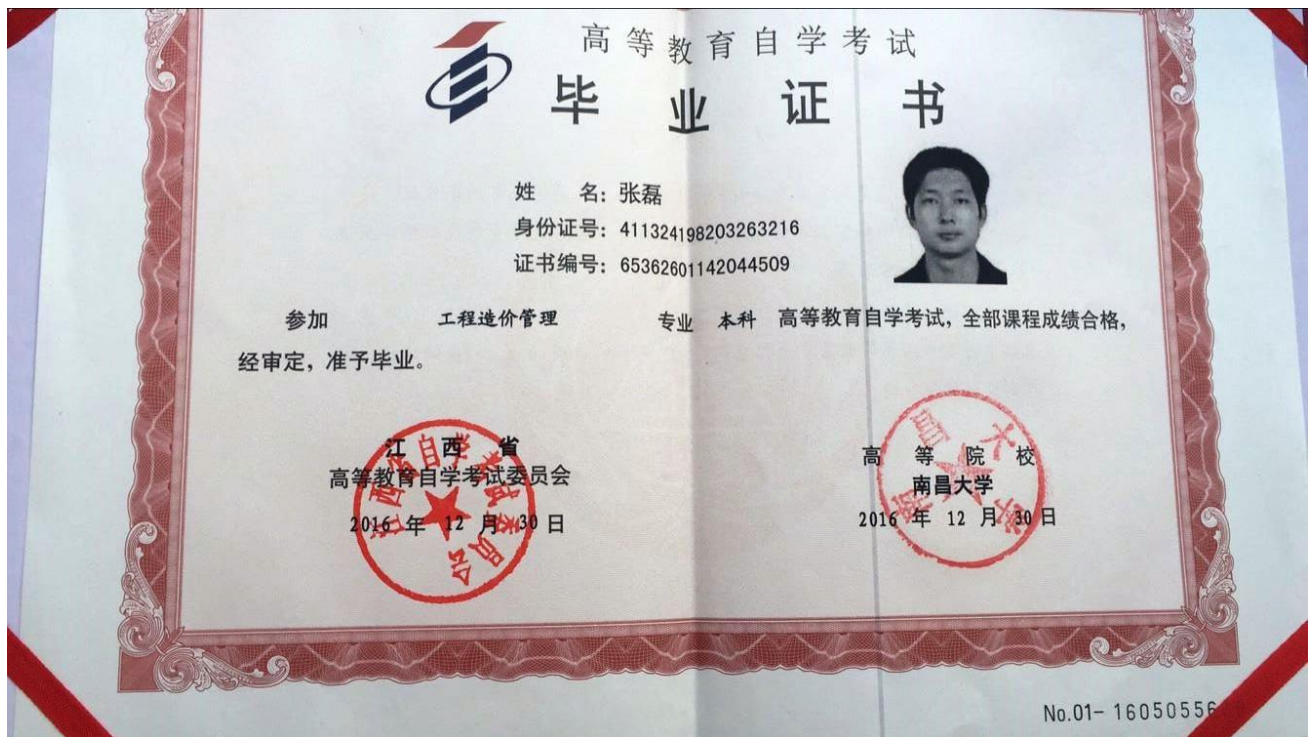 高等教育自学考试
毕业证书
姓 名：张磊
身份证号：411324198203263216
证书编号：65362601142044509
参加 工程造价管理 专业 本科 高等教育自学考试，全部课程成绩合格，
经审定，准予毕业。
江西省
高等教育自学考试委员会
2016 年 12 月 30 日
高等院校
南昌大学
2016 年 12 月 30 日
No.01- 16050556